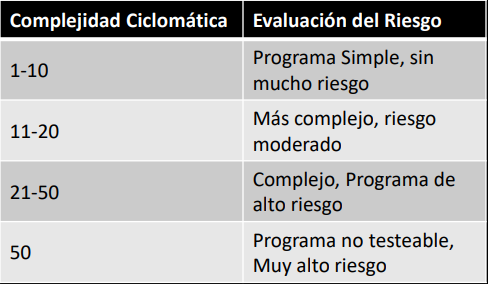 Complejidad Ciclomática Evaluación del Riesgo
1-10
Programa Simple, sin
mucho riesgo
11-20
Más complejo, riesgo
moderado
21-50
Complejo, Programa de
alto riesgo
50
Programa no testeable,
Muy alto riesgo